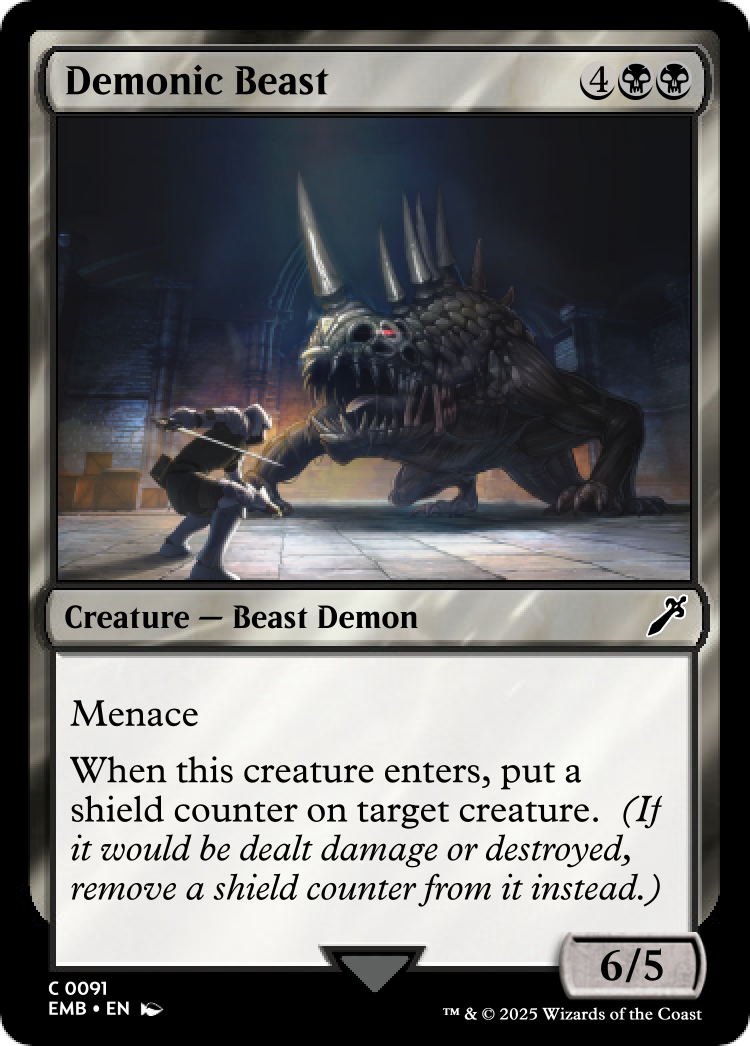 Demonic Beast 4
Creature — Beast Demon
Menace
When this creature enters, put a
shield counter on target creature. (If
it would be dealt damage or destroyed,
remove a shield counter from it instead.)
6/5
C 0091
EMB • EN
™ & © 2025 Wizards of the Coast